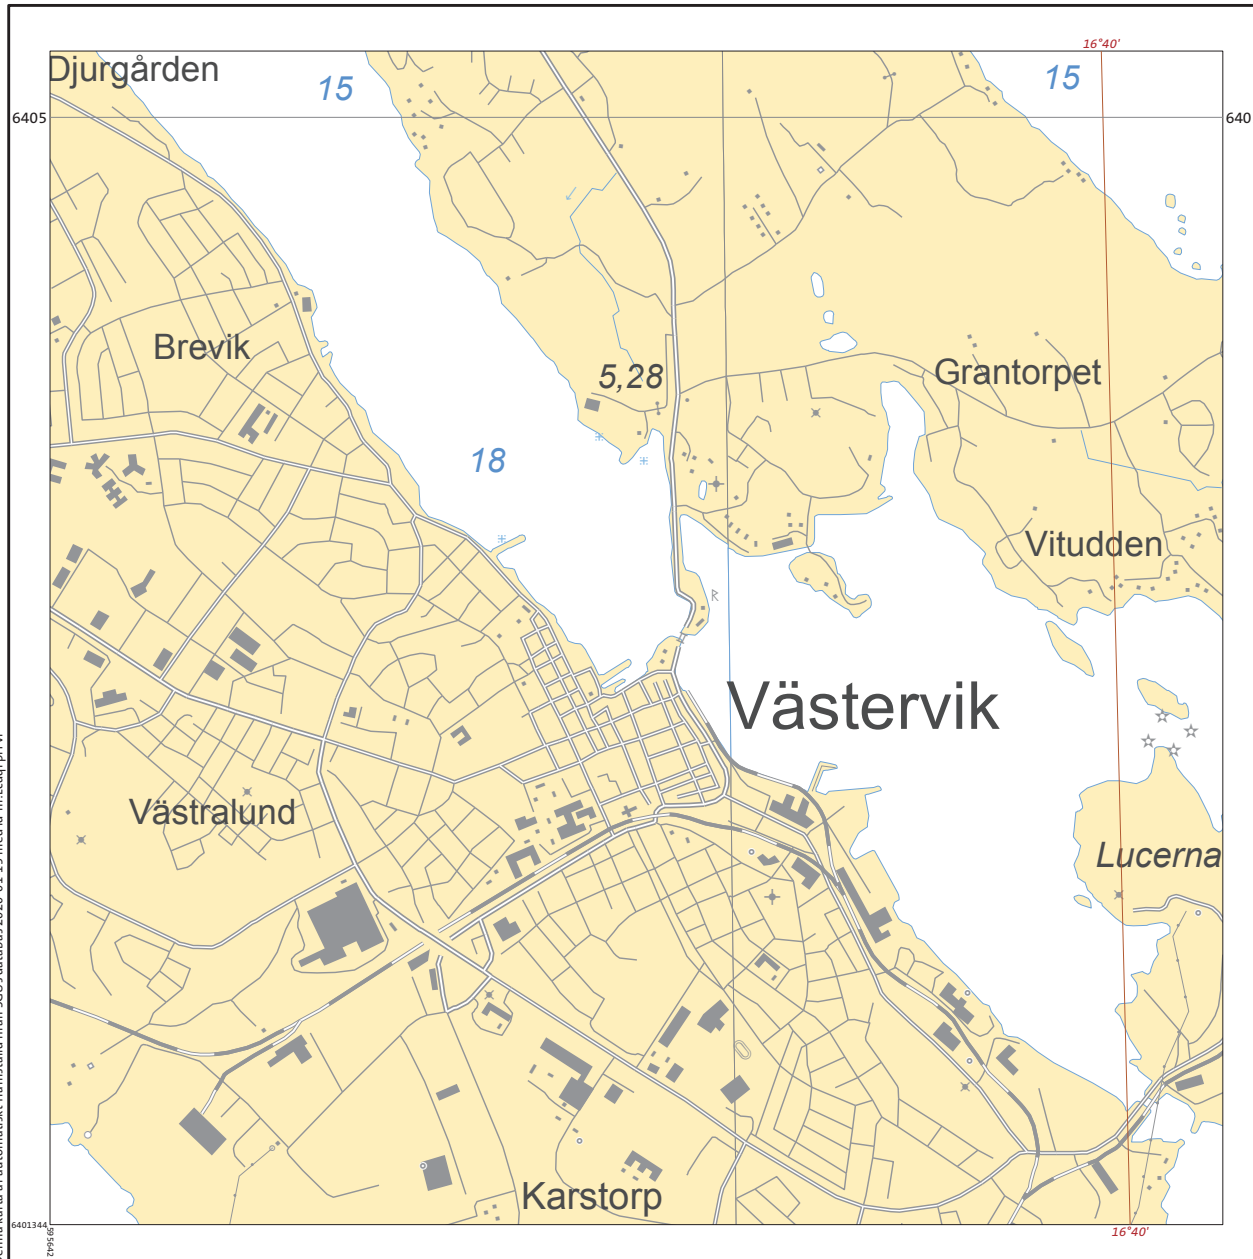 16°40'
Djurgården
15
15
6405
640
Brevik
5,28
Grantorpet
18
Vitudden
Västervik
Västralund
Lucerna
Karstorp
6401344
16°40'